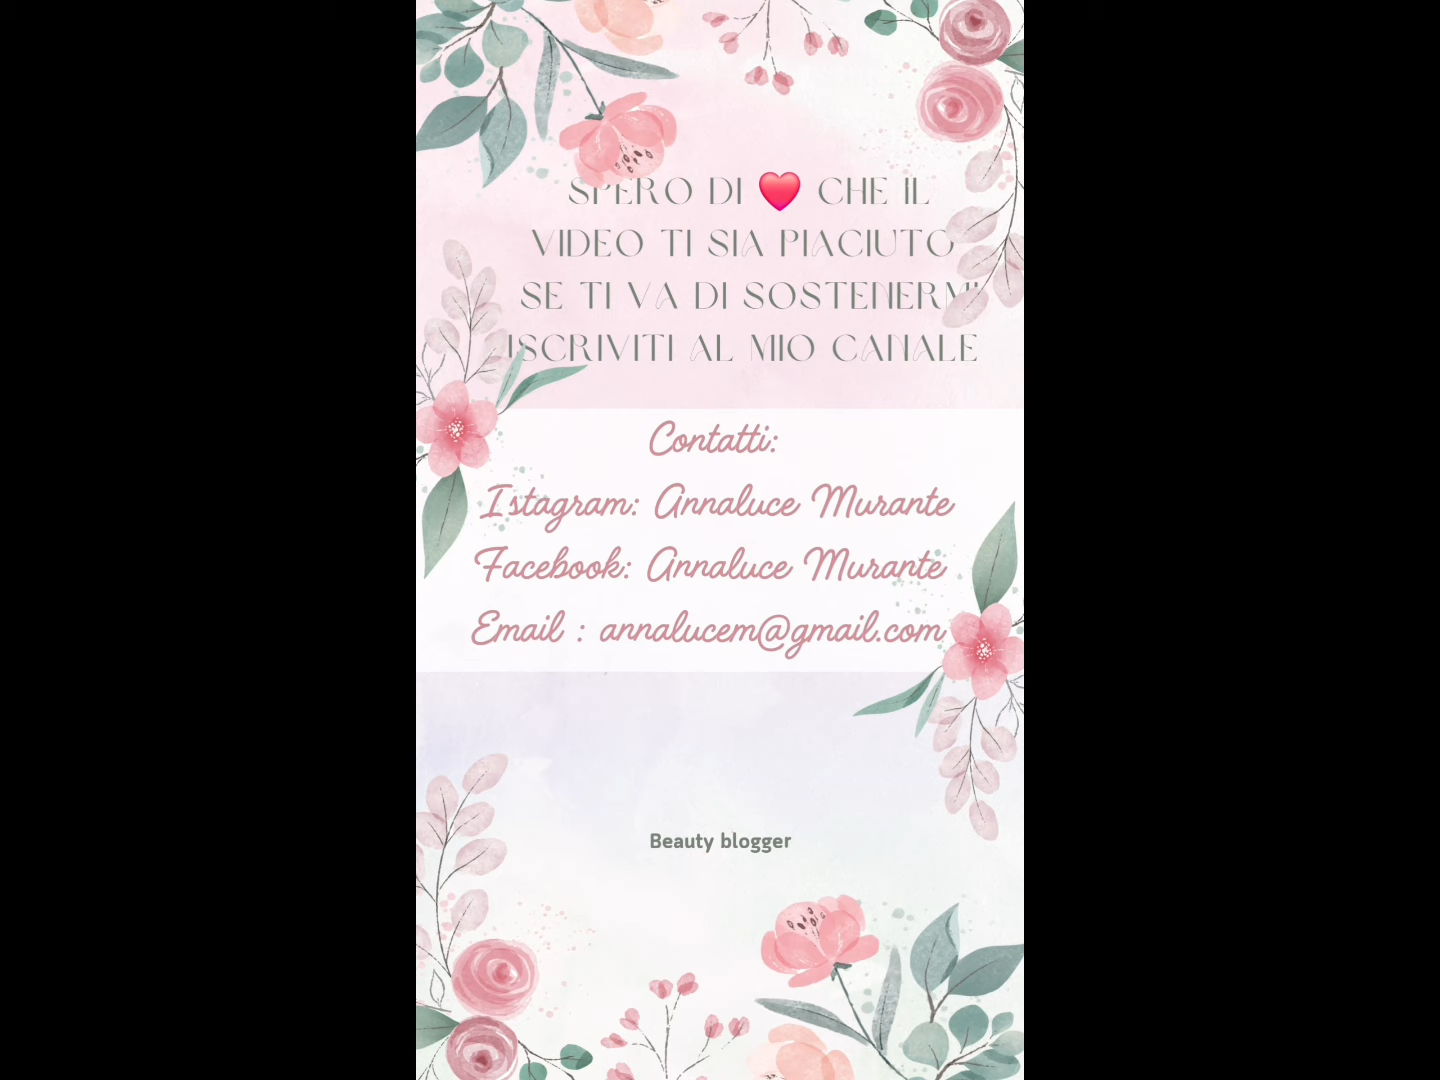 SPERO DI ❤️ CHE IL
VIDEO TI SIA PIACIUTO
SE TI VA DI SOSTENERMI
ISCRIVITI AL MIO CANALE
Contatti:
Istagram: Annaluce Murante
Facebook: Annaluce Murante
Email : annalucem@gmail.com
Beauty blogger